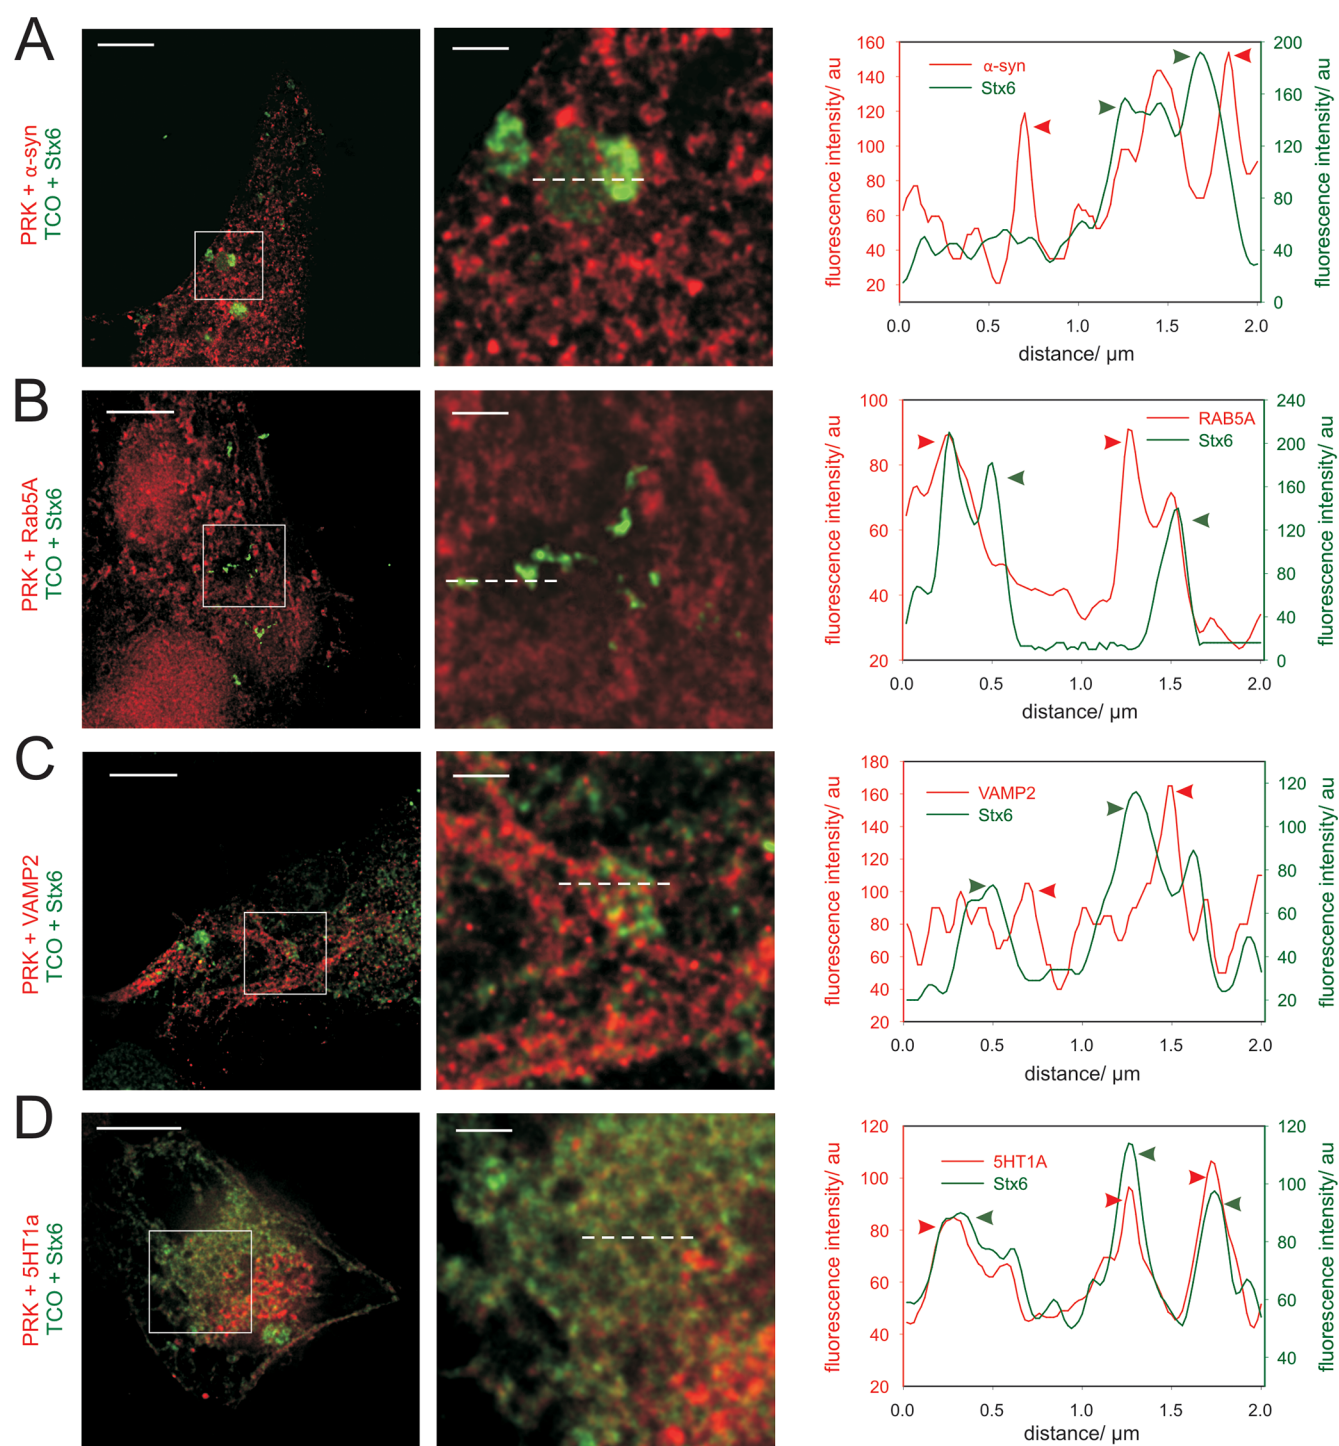 A
PRK + α-syn
TCO + Stx6
fluorescence intensity/ au
160
140
120
100
80
60
40
20
α-syn
Stx6
200
160
120
80
40
0
fluorescence intensity/ au
0.0 0.5 1.0 1.5 2.0
distance/ µm
B
PRK + Rab5A
TCO + Stx6
fluorescence intensity/ au
100
80
60
40
20
RAB5A
Stx6
240
200
160
120
80
40
0
fluorescence intensity/ au
0.0 0.5 1.0 1.5 2.0
distance/ µm
C
PRK + VAMP2
TCO + Stx6
fluorescence intensity/ au
180
160
140
120
100
80
60
40
20
VAMP2
Stx6
120
100
80
60
40
20
fluorescence intensity/ au
0.0 0.5 1.0 1.5 2.0
distance/ µm
D
PRK + 5HT1a
TCO + Stx6
fluorescence intensity/ au
120
100
80
60
40
20
5HT1A
Stx6
120
100
80
60
40
fluorescence intensity/ au
0.0 0.5 1.0 1.5 2.0
distance/ µm